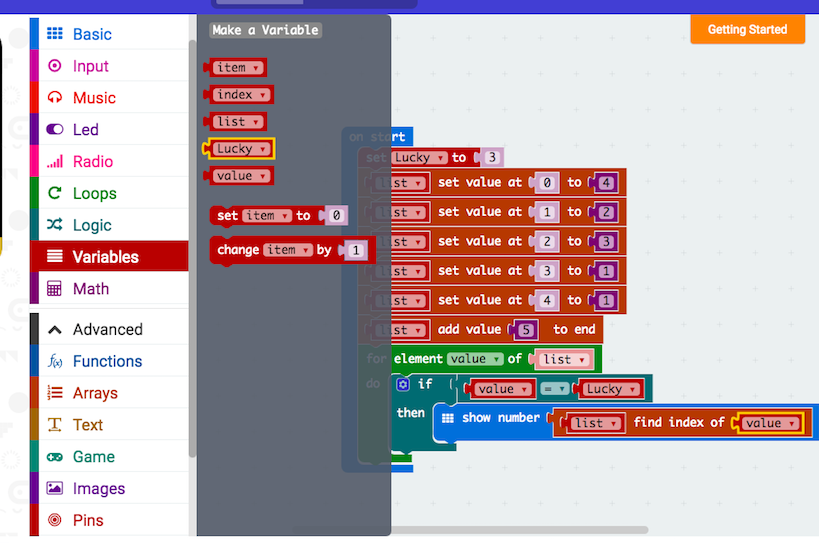 Getting Started
Basic
Input
Music
Led
Radio
Loops
Logic
Variables
Math
Advanced
Functions
Arrays
Text
Game
Images
Pins
Make a Variable
item
index
list
Lucky
value
set item to 0
change item by 1
on start
set Lucky to 3
list set value at 0 to 4
list set value at 1 to 2
list set value at 2 to 3
list set value at 3 to 1
list set value at 4 to 1
list add value 5 to end
for element value of list
do if value = Lucky
then show number list find index of value